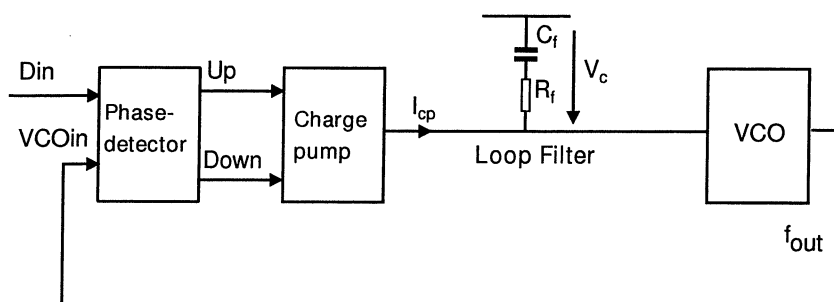 Din
VCOin
Phase-
detector
Up
Down
Charge
pump
Icp
Cf
Rf
Vc
Loop Filter
VCO
fout